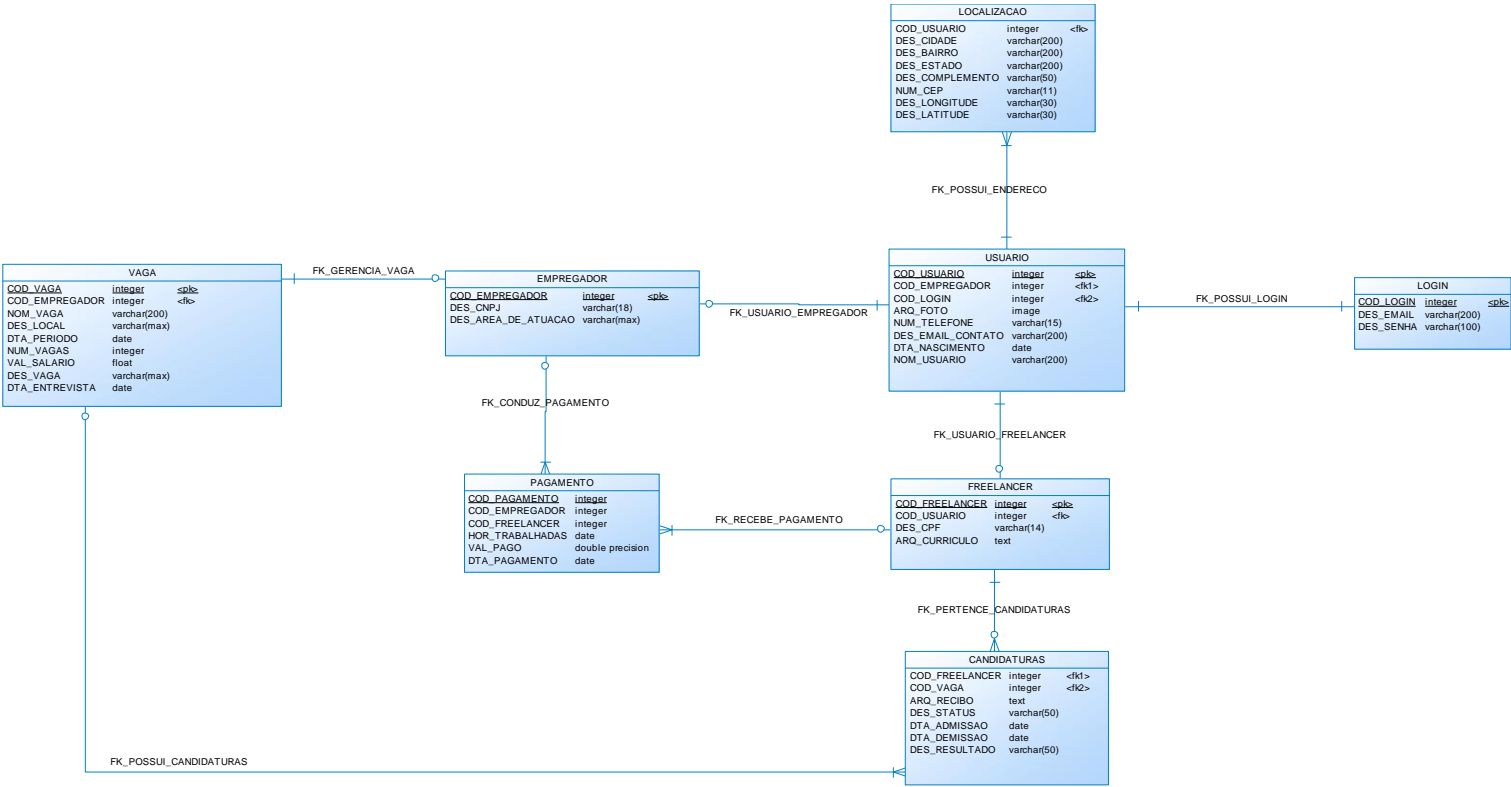 LOCALIZACAO
COD_USUARIO integer <fk>
DES_CIDADE varchar(200)
DES_BAIRRO varchar(200)
DES_ESTADO varchar(200)
DES_COMPLEMENTO varchar(50)
NUM_CEP varchar(11)
DES_LONGITUDE varchar(30)
DES_LATITUDE varchar(30)
FK_POSSUI_ENDERECO
VAGA
COD_VAGA integer <pk>
COD_EMPREGADOR integer <fk>
NOM_VAGA varchar(200)
DES_LOCAL varchar(max)
DTA_PERIODO date
NUM_VAGAS integer
VAL_SALARIO float
DES_VAGA varchar(max)
DTA_ENTREVISTA date
FK_GERENCIA_VAGA
EMPREGADOR
COD_EMPREGADOR integer <pk>
DES_CNPJ varchar(18)
DES_AREA_DE_ATUACAO varchar(max)
FK_USUARIO_EMPREGADOR
USUARIO
COD_USUARIO integer <pk>
COD_EMPREGADOR integer <fk1>
COD_LOGIN integer <fk2>
ARQ_FOTO image
NUM_TELEFONE varchar(15)
DES_EMAIL_CONTATO varchar(200)
DTA_NASCIMENTO date
NOM_USUARIO varchar(200)
FK_POSSUI_LOGIN
LOGIN
COD_LOGIN integer <pk>
DES_EMAIL varchar(200)
DES_SENHA varchar(100)
FK_CONDUZ_PAGAMENTO
FK_USUARIO_FREELANCER
PAGAMENTO
COD_PAGAMENTO integer
COD_EMPREGADOR integer
COD_FREELANCER integer
HOR_TRABALHADAS date
VAL_PAGO double precision
DTA_PAGAMENTO date
FK_RECEBE_PAGAMENTO
FREELANCER
COD_FREELANCER integer <pk>
COD_USUARIO integer <fk>
DES_CPF varchar(14)
ARQ_CURRICULO text
FK_PERTENCE_CANDIDATURAS
CANDIDATURAS
COD_FREELANCER integer <fk1>
COD_VAGA integer <fk2>
ARQ_RECIBO text
DES_STATUS varchar(50)
DTA_ADMISSAO date
DTA_DEMISSAO date
DES_RESULTADO varchar(50)
FK_POSSUI_CANDIDATURAS